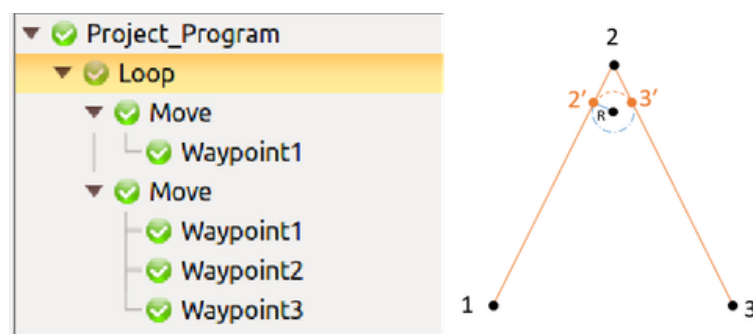 Project_Program
Loop
Move
Waypoint1
Move
Waypoint1
Waypoint2
Waypoint3
2
2′ 3′
R
1 3